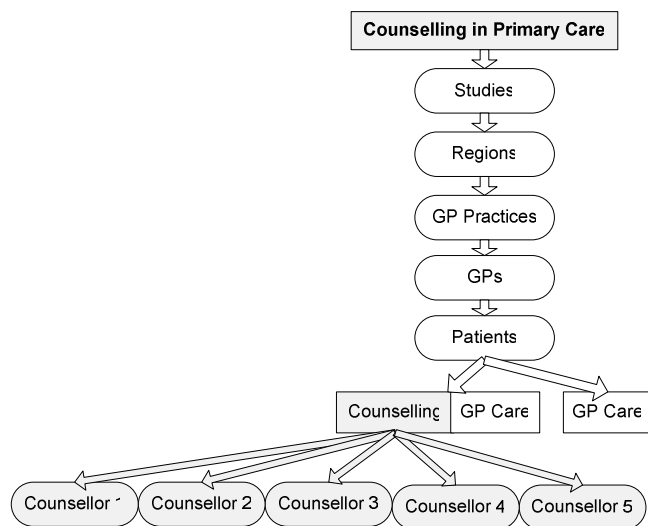 Counselling in Primary Care
Studies
Regions
GP Practices
GPs
Patients
Counselling GP Care GP Care
Counsellor Counsellor 2 Counsellor 3 Counsellor 4 Counsellor 5